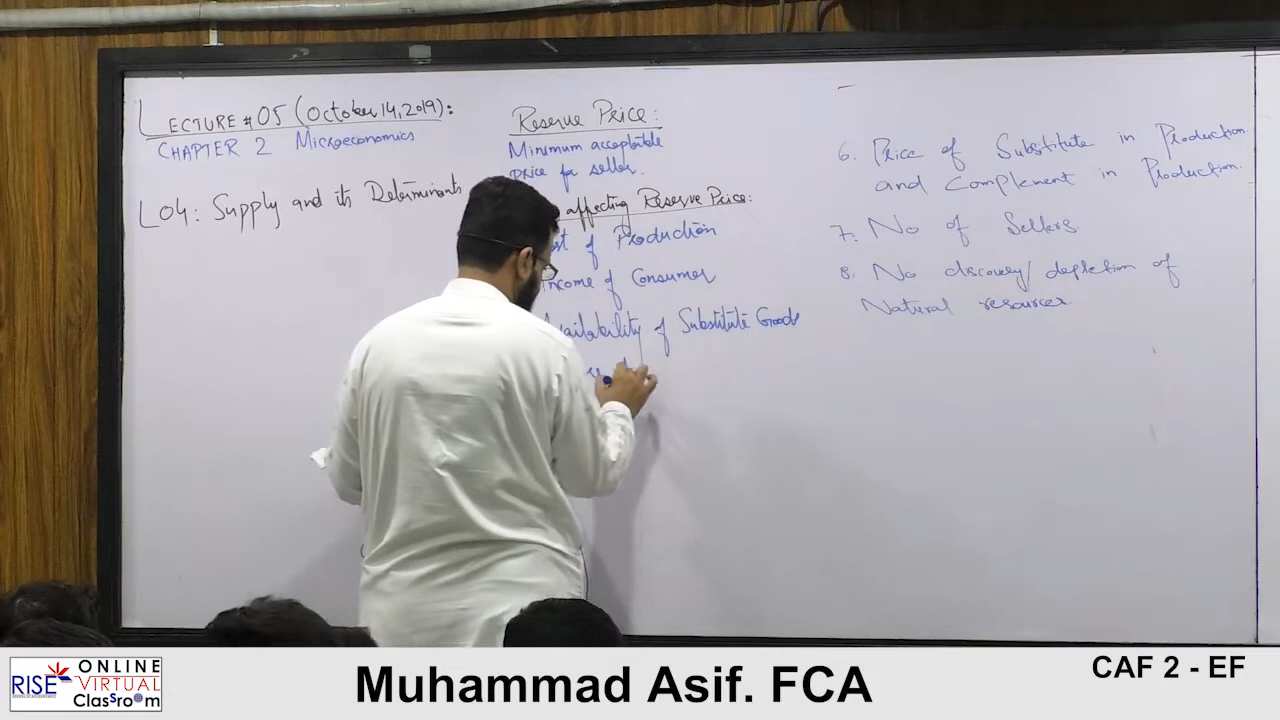 LECTURE # 05 (October 14, 2019):
CHAPTER 2 Microeconomics
LO4: Supply and its Determinants
Reserve Price:
Minimum acceptable
Price for seller.
affecting Reserve Price:
of Production
Income of Consumer
Availability of Substitute Goods
6. Price of Substitute in Production
and Complement in Production.
7. No of Sellers.
8. No discovery/depletion of
Natural resources.
RISE
ONLINE
VIRTUAL
Classroom
Muhammad Asif. FCA
CAF 2 - EF